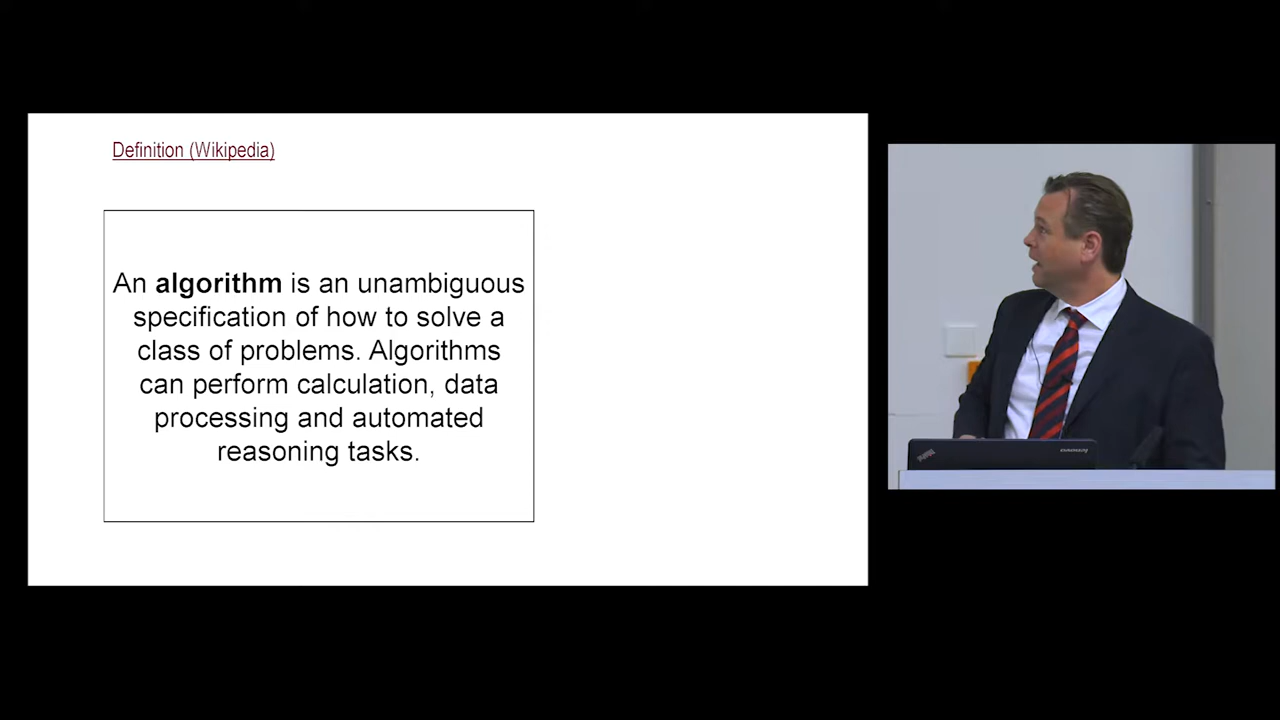 Definition (Wikipedia)
An algorithm is an unambiguous
specification of how to solve a
class of problems. Algorithms
can perform calculation, data
processing and automated
reasoning tasks.
lenovo